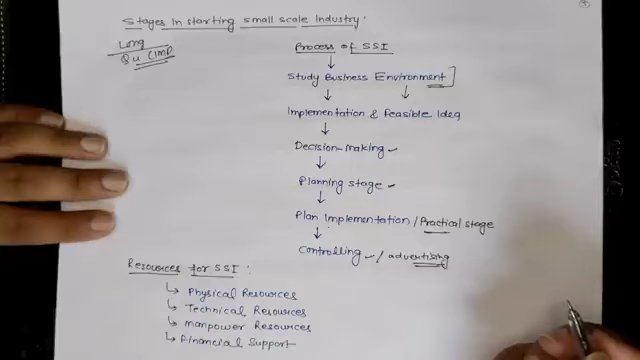 Stages in starting small scale Industry:
Long
Qu (IMP)
Process of SSI
Study Business Environment
Implementation & Feasible Idea
Decision-making
Planning stage
Plan Implementation / Practical stage
Controlling / advertising
Resources for SSI:
Physical Resources
Technical Resources
manpower Resources
Financial Support